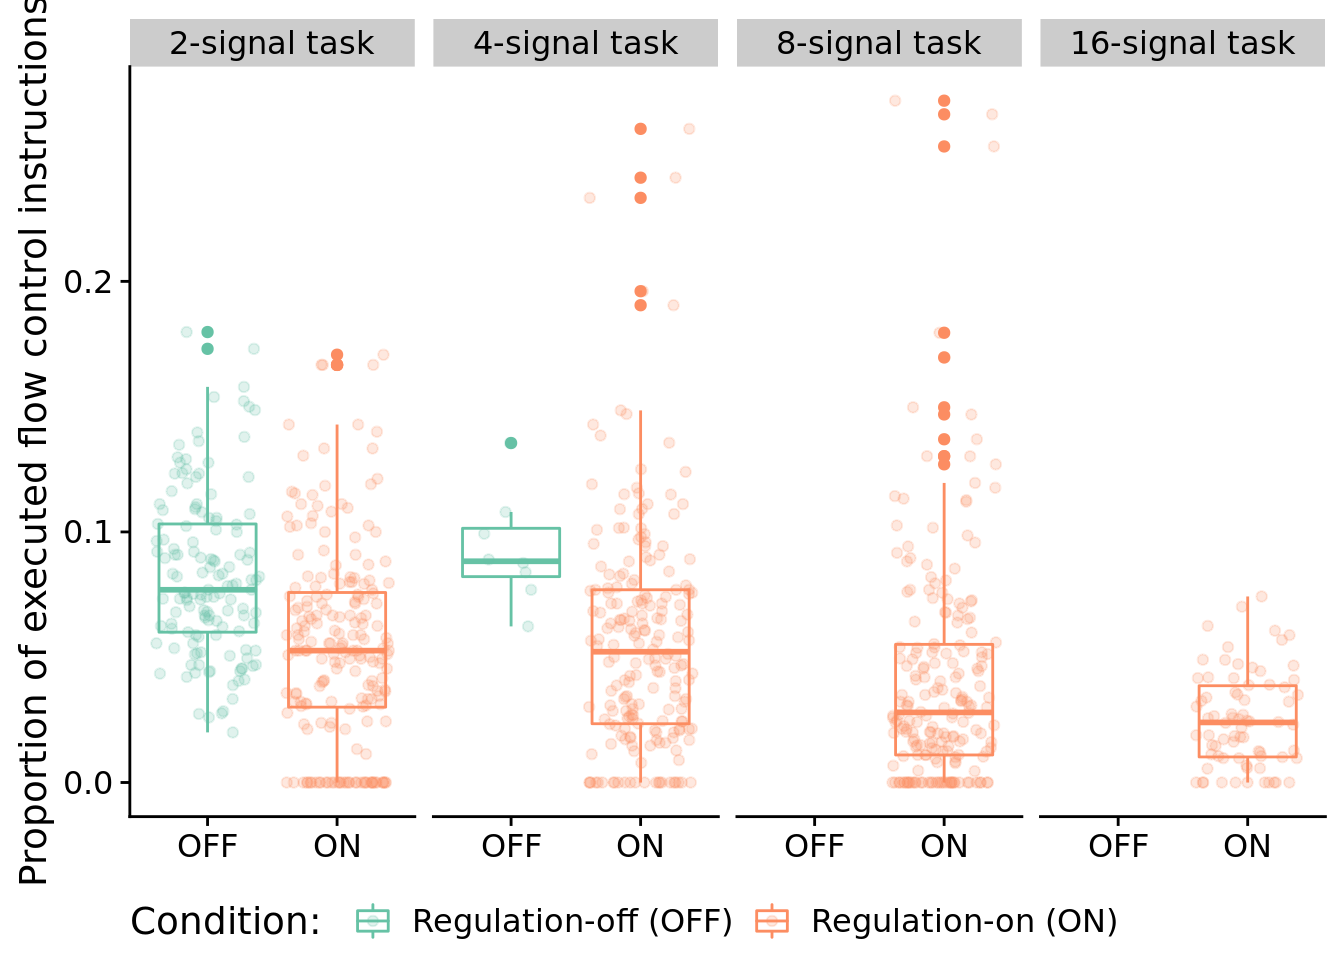 2-signal task
4-signal task
8-signal task
16-signal task
Proportion of executed flow control instructions
0.2
0.1
0.0
OFF ON OFF ON OFF ON OFF ON
Condition: Regulation-off (OFF) Regulation-on (ON)